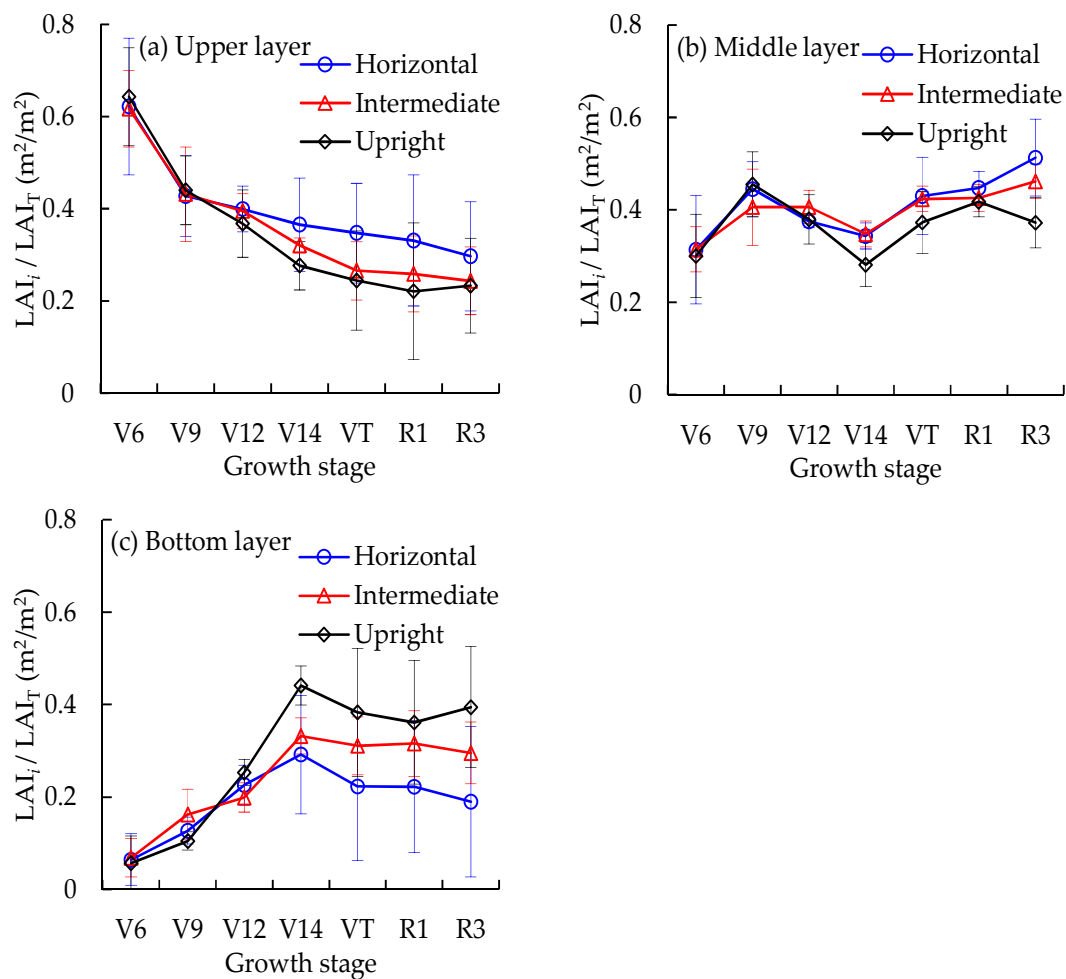 (a) Upper layer
Horizontal
Intermediate
Upright
0.8
0.6
0.4
0.2
0
LAIᵢ / LAI_T (m²/m²)
V6 V9 V12 V14 VT R1 R3
Growth stage
(b) Middle layer
Horizontal
Intermediate
Upright
0.8
0.6
0.4
0.2
0
LAIᵢ / LAI_T (m²/m²)
V6 V9 V12 V14 VT R1 R3
Growth stage
(c) Bottom layer
Horizontal
Intermediate
Upright
0.8
0.6
0.4
0.2
0
LAIᵢ / LAI_T (m²/m²)
V6 V9 V12 V14 VT R1 R3
Growth stage